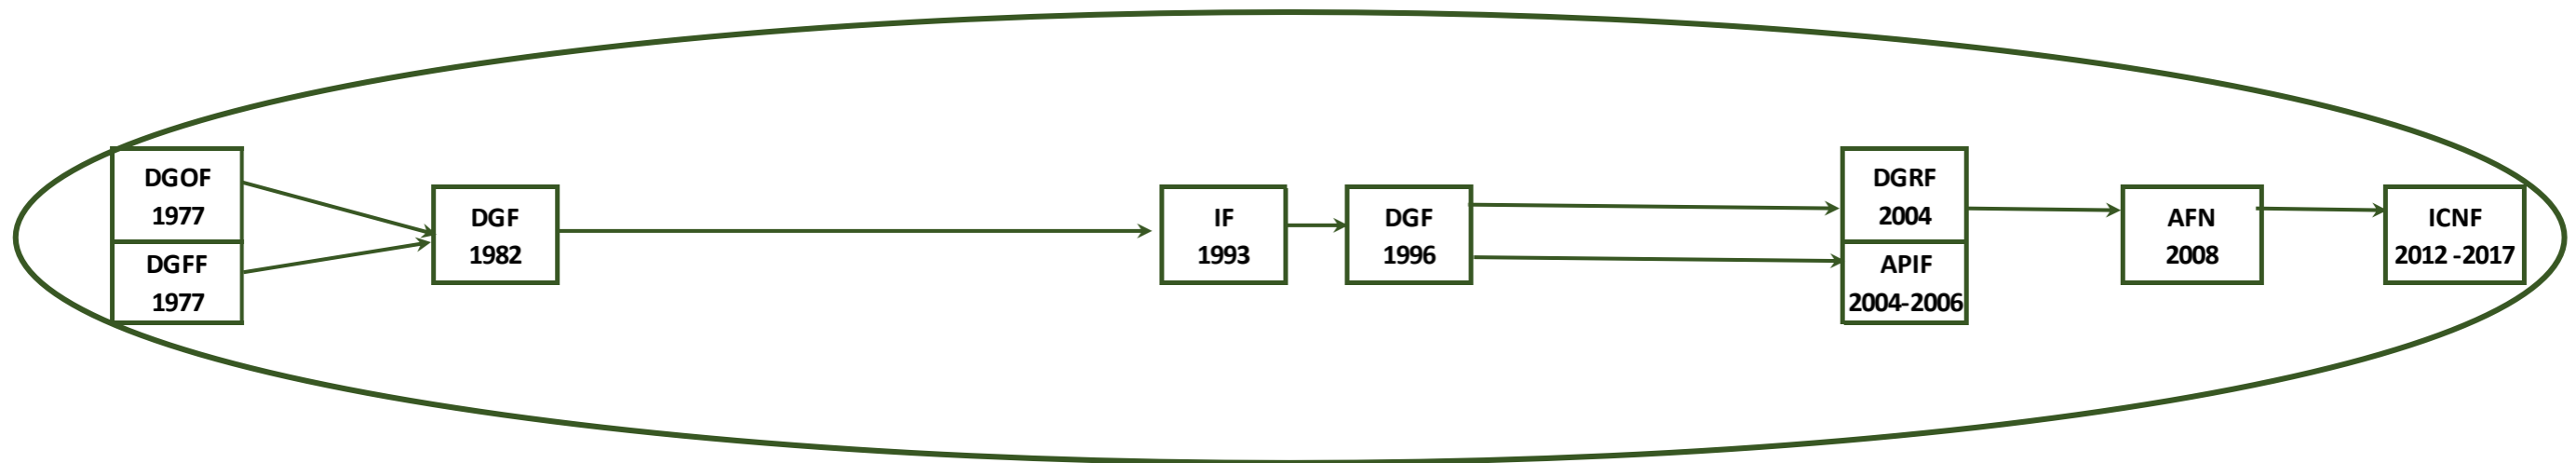 DGOF
1977
DGFF
1977
DGF
1982
IF
1993
DGF
1996
DGRF
2004
APIF
2004-2006
AFN
2008
ICNF
2012 -2017